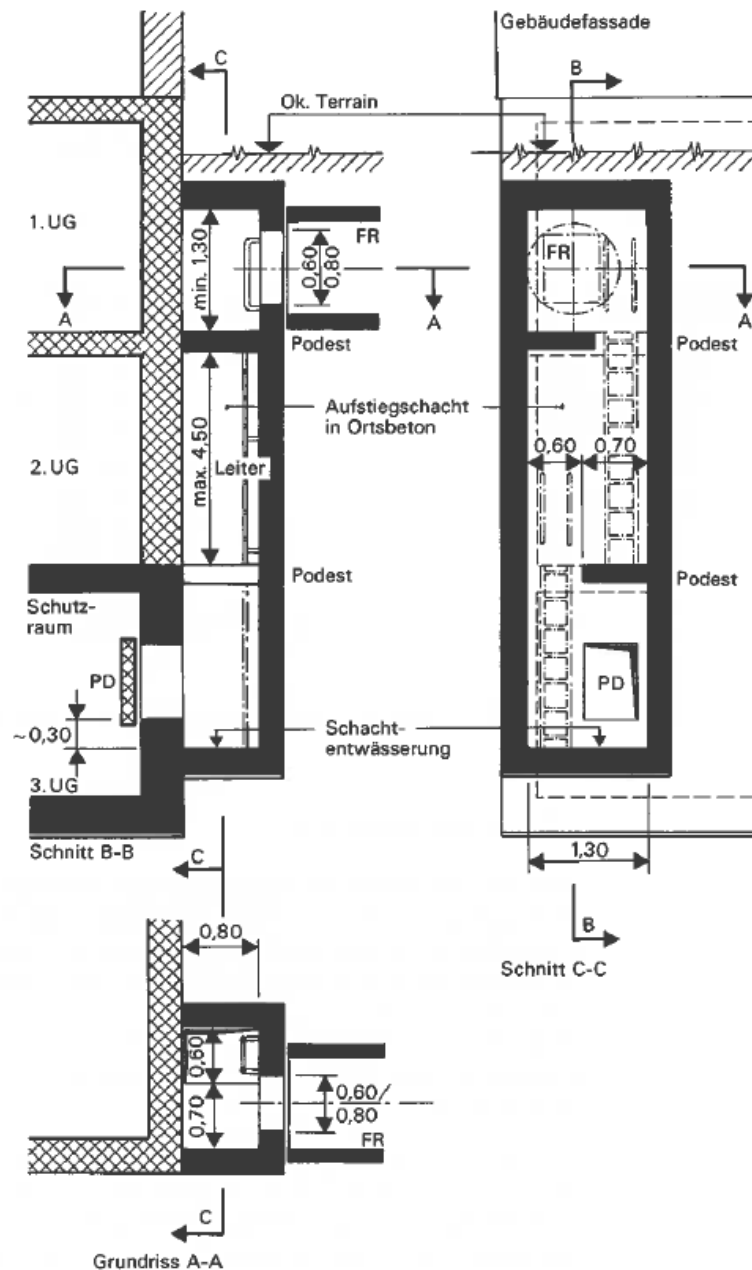 Gebäudefassade
C
B
Ok. Terrain
1. UG
min. 1,30
FR
0,60
0,80
FR
A
A
A
Podest
Podest
Aufstiegschacht
in Ortsbeton
0,60
0,70
2. UG
max. 4,50
Leiter
Podest
Podest
Schutz-
raum
PD
PD
~0,30
Schacht-
entwässerung
3. UG
Schnitt B-B
C
1,30
B
0,80
Schnitt C-C
0,60
0,70
0,60/
0,80
FR
C
Grundriss A-A